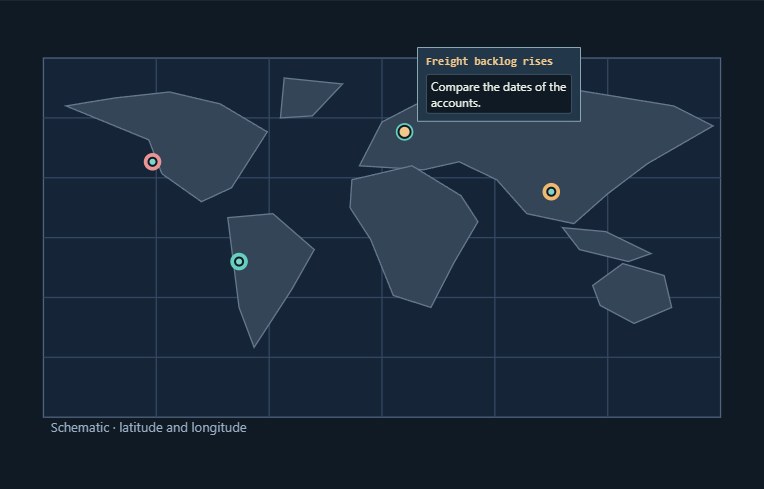 Freight backlog rises
Compare the dates of the
accounts.
Schematic · latitude and longitude